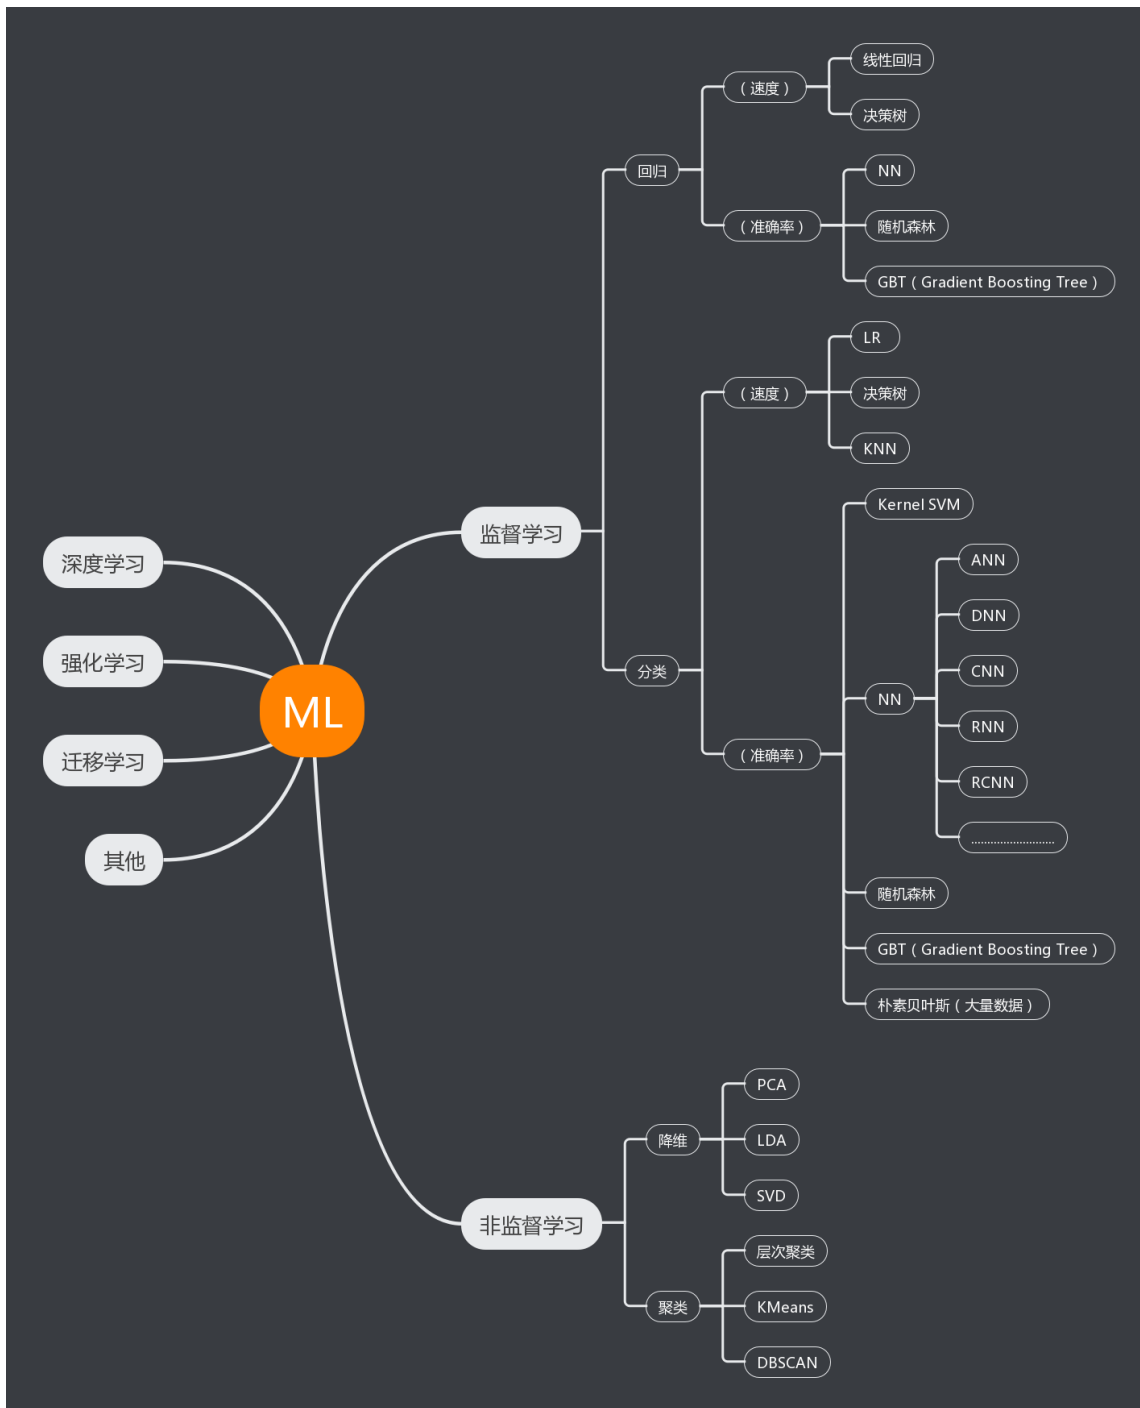 ML
深度学习
强化学习
迁移学习
其他
监督学习
回归
（速度）
线性回归
决策树
（准确率）
NN
随机森林
GBT（Gradient Boosting Tree）
分类
（速度）
LR
决策树
KNN
（准确率）
Kernel SVM
NN
ANN
DNN
CNN
RNN
RCNN
..........................
随机森林
GBT（Gradient Boosting Tree）
朴素贝叶斯（大量数据）
非监督学习
降维
PCA
LDA
SVD
聚类
层次聚类
KMeans
DBSCAN